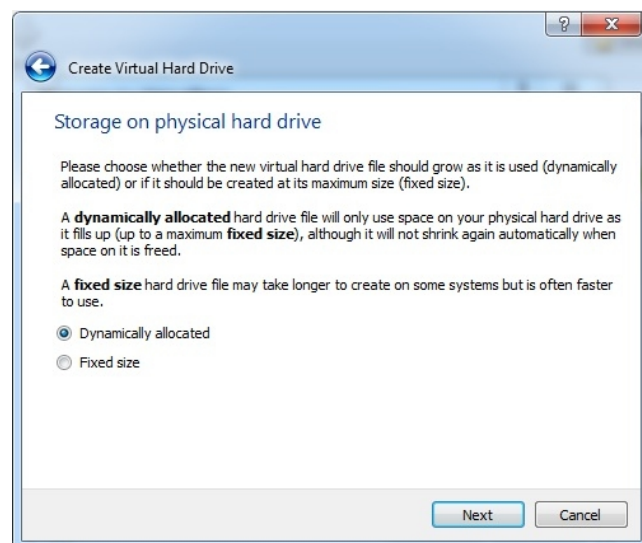 Create Virtual Hard Drive
Storage on physical hard drive
Please choose whether the new virtual hard drive file should grow as it is used (dynamically
allocated) or if it should be created at its maximum size (fixed size).
A dynamically allocated hard drive file will only use space on your physical hard drive as
it fills up (up to a maximum fixed size), although it will not shrink again automatically when
space on it is freed.
A fixed size hard drive file may take longer to create on some systems but is often faster
to use.
Dynamically allocated
Fixed size
Next Cancel